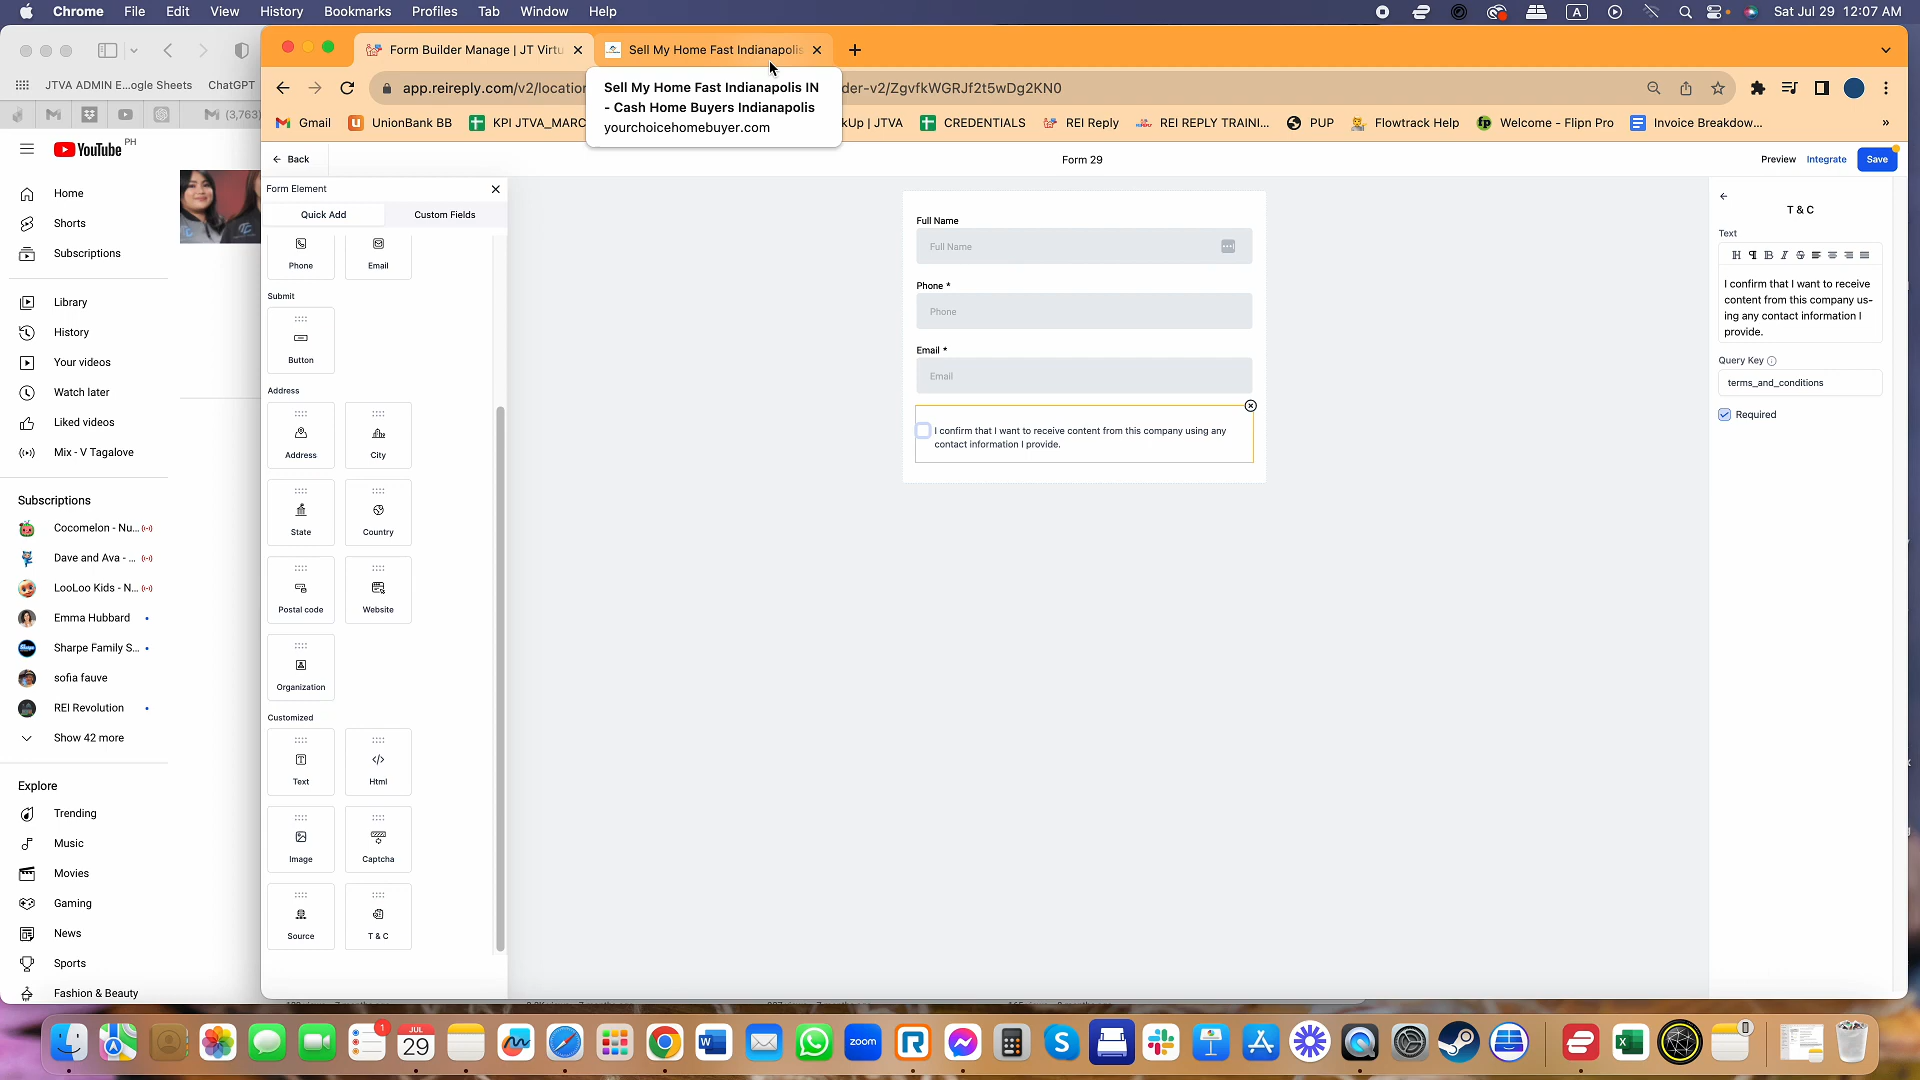 Chrome File Edit View History Bookmarks Profiles Tab Window Help
A Sat Jul 29 12:07 AM
Form Builder Manage | JT Virtu
Sell My Home Fast Indianapolis
app.reireply.com/v2/location
der-v2/ZgvfkWGRJf2t5wDg2KN0
Sell My Home Fast Indianapolis IN
- Cash Home Buyers Indianapolis
yourchoicehomebuyer.com
JTVA ADMIN E...ogle Sheets ChatGPT
(3,763)
Gmail UnionBank BB KPI JTVA_MARC kUp | JTVA CREDENTIALS REI Reply REI REPLY TRAINI... PUP Flowtrack Help Welcome - Flipn Pro Invoice Breakdow... »
YouTube PH
Home
Shorts
Subscriptions
Library
History
Your videos
Watch later
Liked videos
Mix - V Tagalove
Subscriptions
Cocomelon - Nu...
Dave and Ava - ...
LooLoo Kids - N...
Emma Hubbard
Sharpe Family S...
sofia fauve
REI Revolution
Show 42 more
Explore
Trending
Music
Movies
Gaming
News
Sports
Fashion & Beauty
Back
Form 29
Preview Integrate Save
Form Element
Quick Add Custom Fields
Phone Email
Submit
Button
Address
Address City
State Country
Postal code Website
Organization
Customized
Text Html
Image Captcha
Source T & C
Full Name
Full Name
Phone *
Phone
Email *
Email
I confirm that I want to receive content from this company using any
contact information I provide.
T & C
Text
I confirm that I want to receive
content from this company us-
ing any contact information I
provide.
Query Key
terms_and_conditions
Required
1
JUL
29
zoom